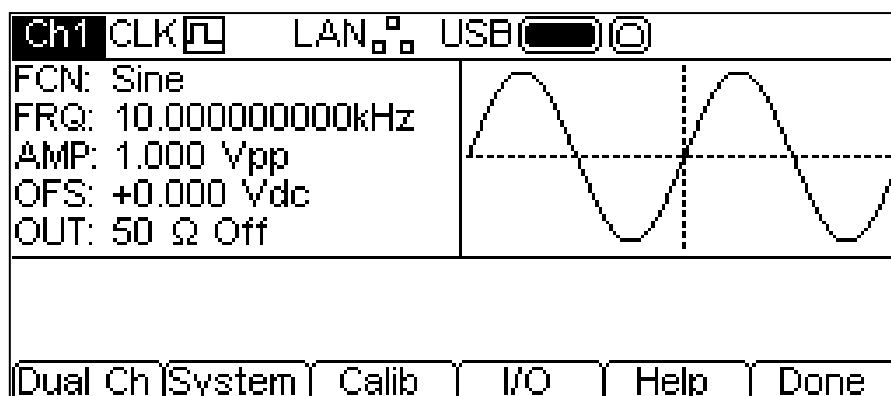 Ch1 CLK LAN USB
FCN: Sine
FRQ: 10.000000000kHz
AMP: 1.000 Vpp
OFS: +0.000 Vdc
OUT: 50 Ω Off
Dual Ch System Calib I/O Help Done